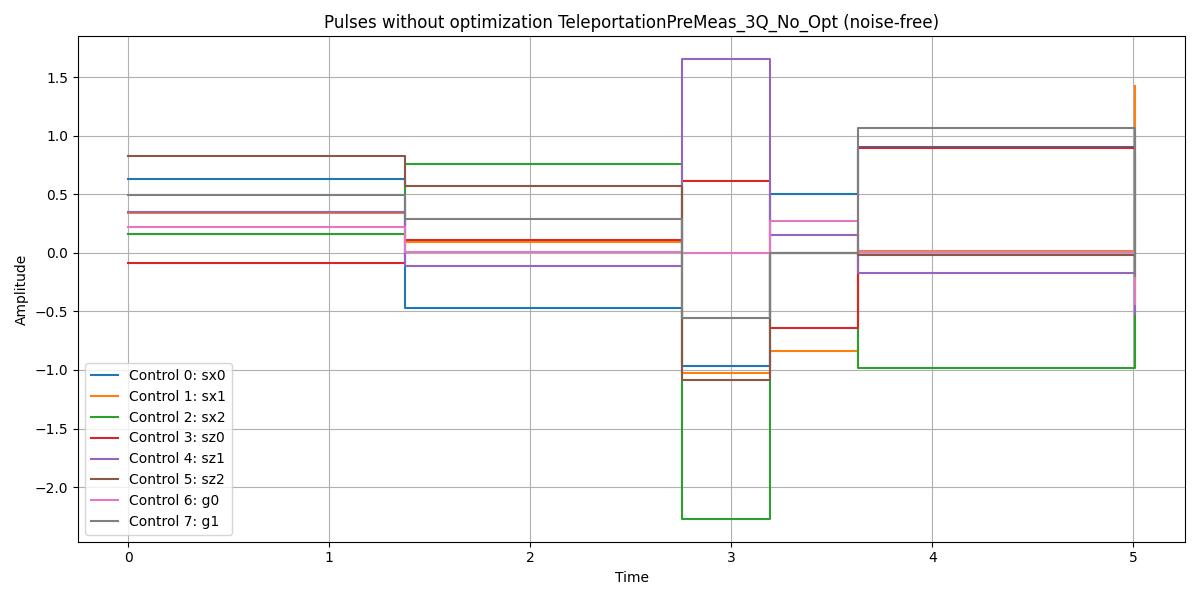 Pulses without optimization TeleportationPreMeas_3Q_No_Opt (noise-free)
1.5
1.0
0.5
0.0
−0.5
−1.0
−1.5
−2.0
Amplitude
Control 0: sx0
Control 1: sx1
Control 2: sx2
Control 3: sz0
Control 4: sz1
Control 5: sz2
Control 6: g0
Control 7: g1
0 1 2 3 4 5
Time